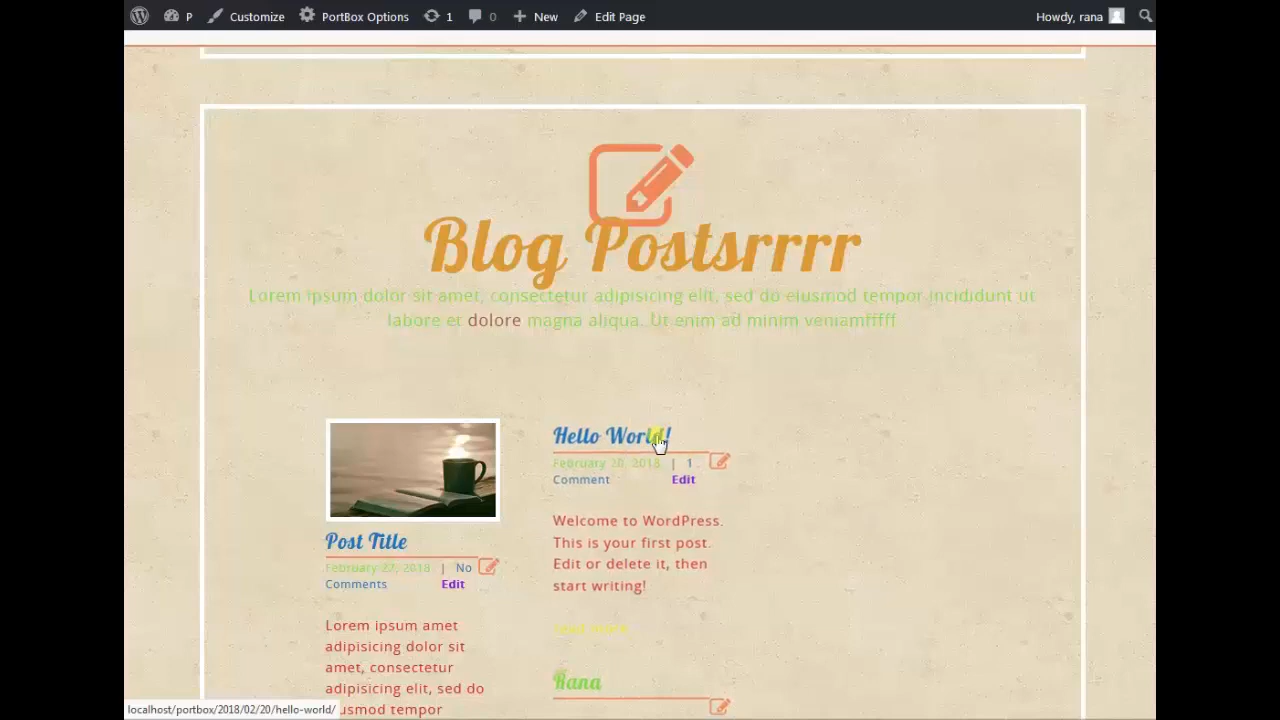 P Customize PortBox Options 1 0 New Edit Page Howdy, rana
Blog Postsrrrr
Lorem ipsum dolor sit amet, consectetur adipisicing elit, sed do eiusmod tempor incididunt ut
labore et dolore magna aliqua. Ut enim ad minim veniamfffff
Hello World!
February 20, 2018 | 1
Comment Edit
Welcome to WordPress.
This is your first post.
Edit or delete it, then
start writing!
read more
Rana
Post Title
February 27, 2018 | No
Comments Edit
Lorem ipsum amet
adipisicing dolor sit
amet, consectetur
adipisicing elit, sed do
eiusmod tempor
localhost/portbox/2018/02/20/hello-world/